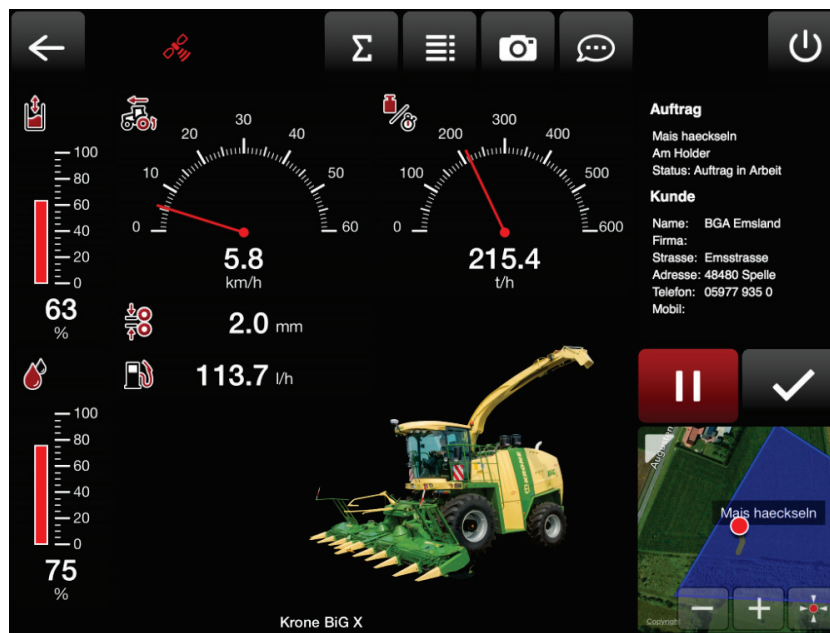 Σ
100
80
60
40
20
0
63
%
0
10
20
30
40
50
60
5.8
km/h
0
100
200
300
400
500
600
215.4
t/h
2.0 mm
113.7 l/h
100
80
60
40
20
0
75
%
KRONE
Krone BiG X
Auftrag
Mais haeckseln
Am Holder
Status: Auftrag in Arbeit
Kunde
Name: BGA Emsland
Firma:
Strasse: Emsstrasse
Adresse: 48480 Spelle
Telefon: 05977 935 0
Mobil:
Mais haeckseln
Copyright